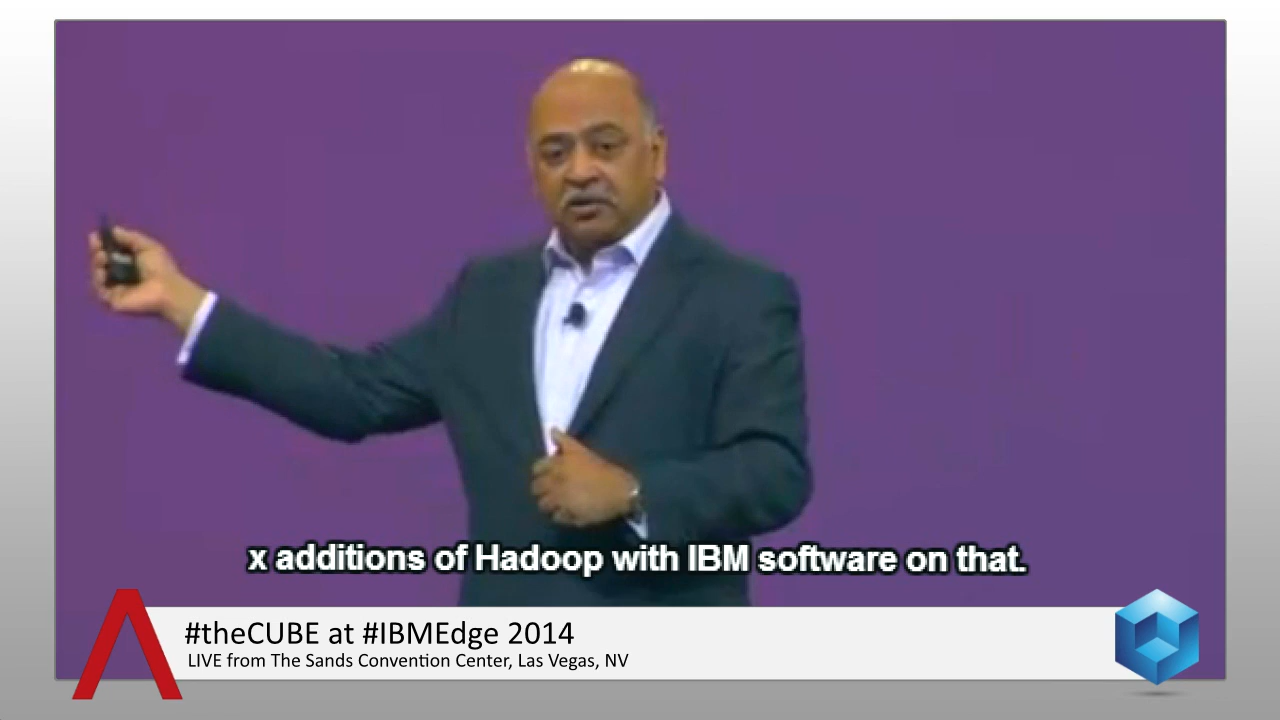 x additions of Hadoop with IBM software on that.
#theCUBE at #IBMEdge 2014
LIVE from The Sands Convention Center, Las Vegas, NV